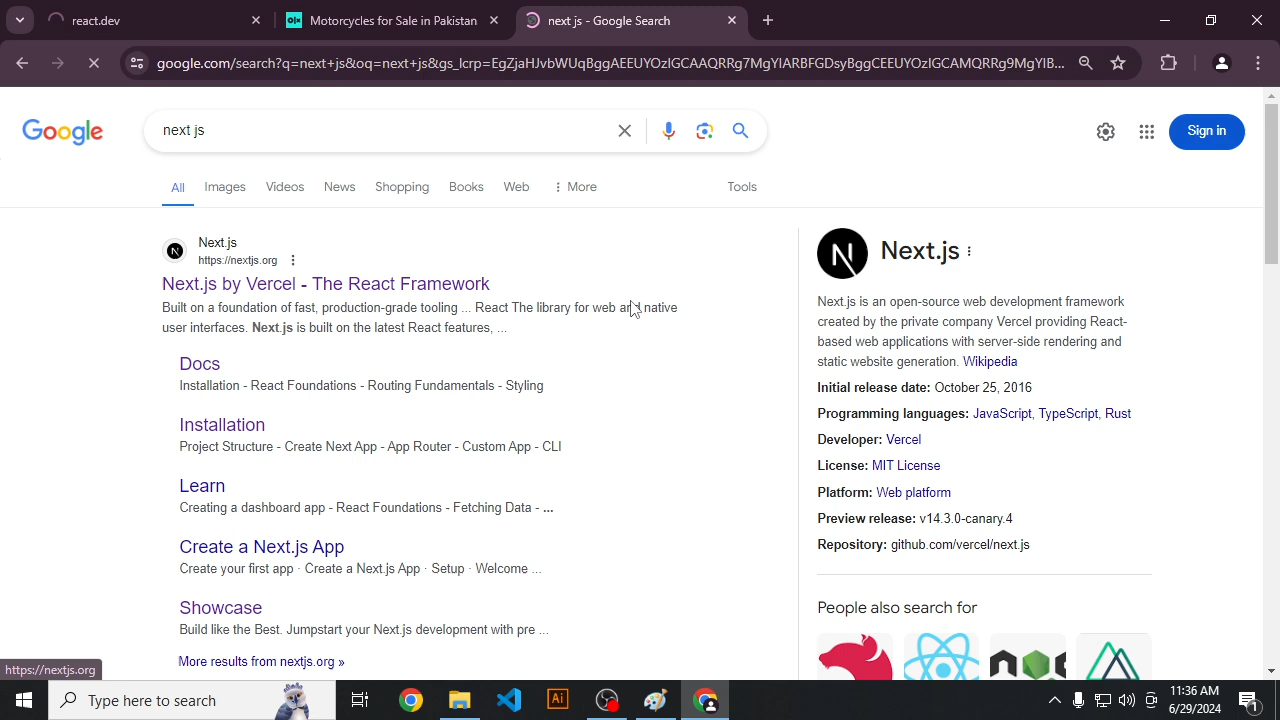 react.dev
OLX
Motorcycles for Sale in Pakistan
next js - Google Search
google.com/search?q=next+js&oq=next+js&gs_lcrp=EgZjaHJvbWUqBggAEEUYOzIGCAAQRRg7MgYIARBFGDsyBggCEEUYOzIGCAMQRRg9MgYIB...
Google
next js
Sign in
All
Images
Videos
News
Shopping
Books
Web
More
Tools
N
Next.js
https://nextjs.org
Next.js by Vercel - The React Framework
Built on a foundation of fast, production-grade tooling ... React The library for web and native
user interfaces. Next.js is built on the latest React features, ...
Docs
Installation - React Foundations - Routing Fundamentals - Styling
Installation
Project Structure - Create Next App - App Router - Custom App - CLI
Learn
Creating a dashboard app - React Foundations - Fetching Data - ...
Create a Next.js App
Create your first app · Create a Next.js App · Setup · Welcome ...
Showcase
Build like the Best. Jumpstart your Next.js development with pre ...
More results from nextjs.org »
N
Next.js
Next.js is an open-source web development framework
created by the private company Vercel providing React-
based web applications with server-side rendering and
static website generation. Wikipedia
Initial release date: October 25, 2016
Programming languages: JavaScript, TypeScript, Rust
Developer: Vercel
License: MIT License
Platform: Web platform
Preview release: v14.3.0-canary.4
Repository: github.com/vercel/next.js
People also search for
https://nextjs.org
Type here to search
Ai
11:36 AM
6/29/2024
1